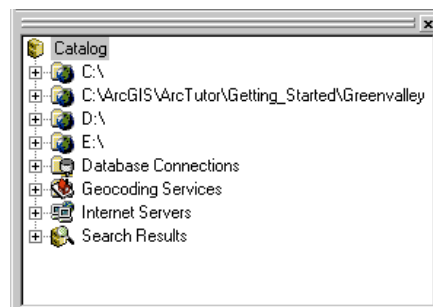 Catalog
C:\
C:\ArcGIS\ArcTutor\Getting_Started\Greenvalley
D:\
E:\
Database Connections
Geocoding Services
Internet Servers
Search Results